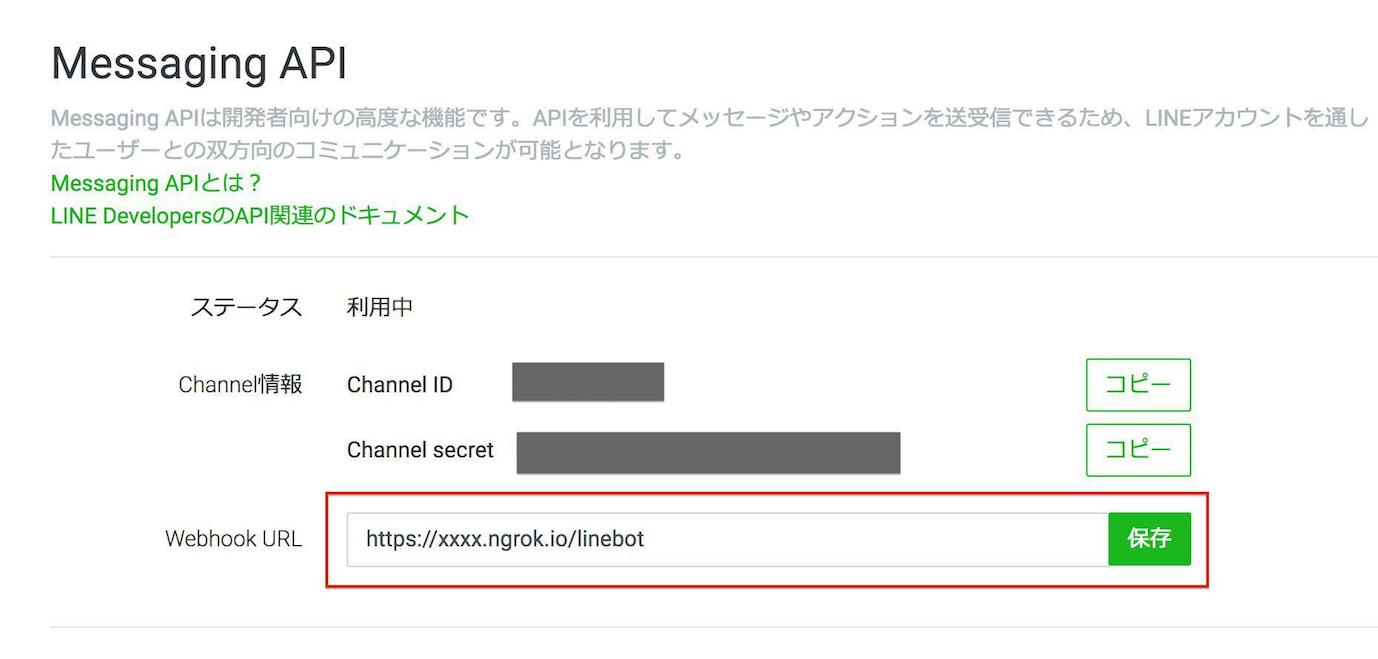 Messaging API
Messaging APIは開発者向けの高度な機能です。APIを利用してメッセージやアクションを送受信できるため、LINEアカウントを通し
たユーザーとの双方向のコミュニケーションが可能となります。
Messaging APIとは？
LINE DevelopersのAPI関連のドキュメント
ステータス 利用中
Channel情報 Channel ID コピー
Channel secret コピー
Webhook URL https://xxxx.ngrok.io/linebot 保存